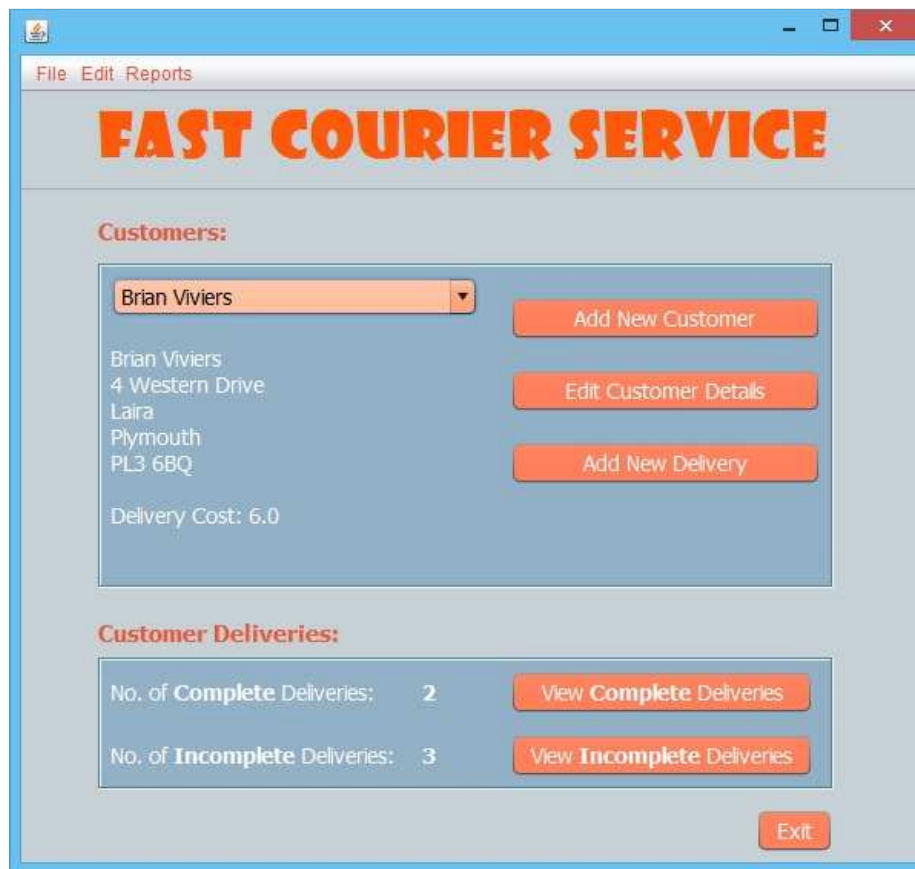 File Edit Reports
FAST COURIER SERVICE
Customers:
Brian Viviers
Add New Customer
Brian Viviers
4 Western Drive
Edit Customer Details
Laira
Plymouth
PL3 6BQ
Add New Delivery
Delivery Cost: 6.0
Customer Deliveries:
No. of Complete Deliveries: 2
View Complete Deliveries
No. of Incomplete Deliveries: 3
View Incomplete Deliveries
Exit